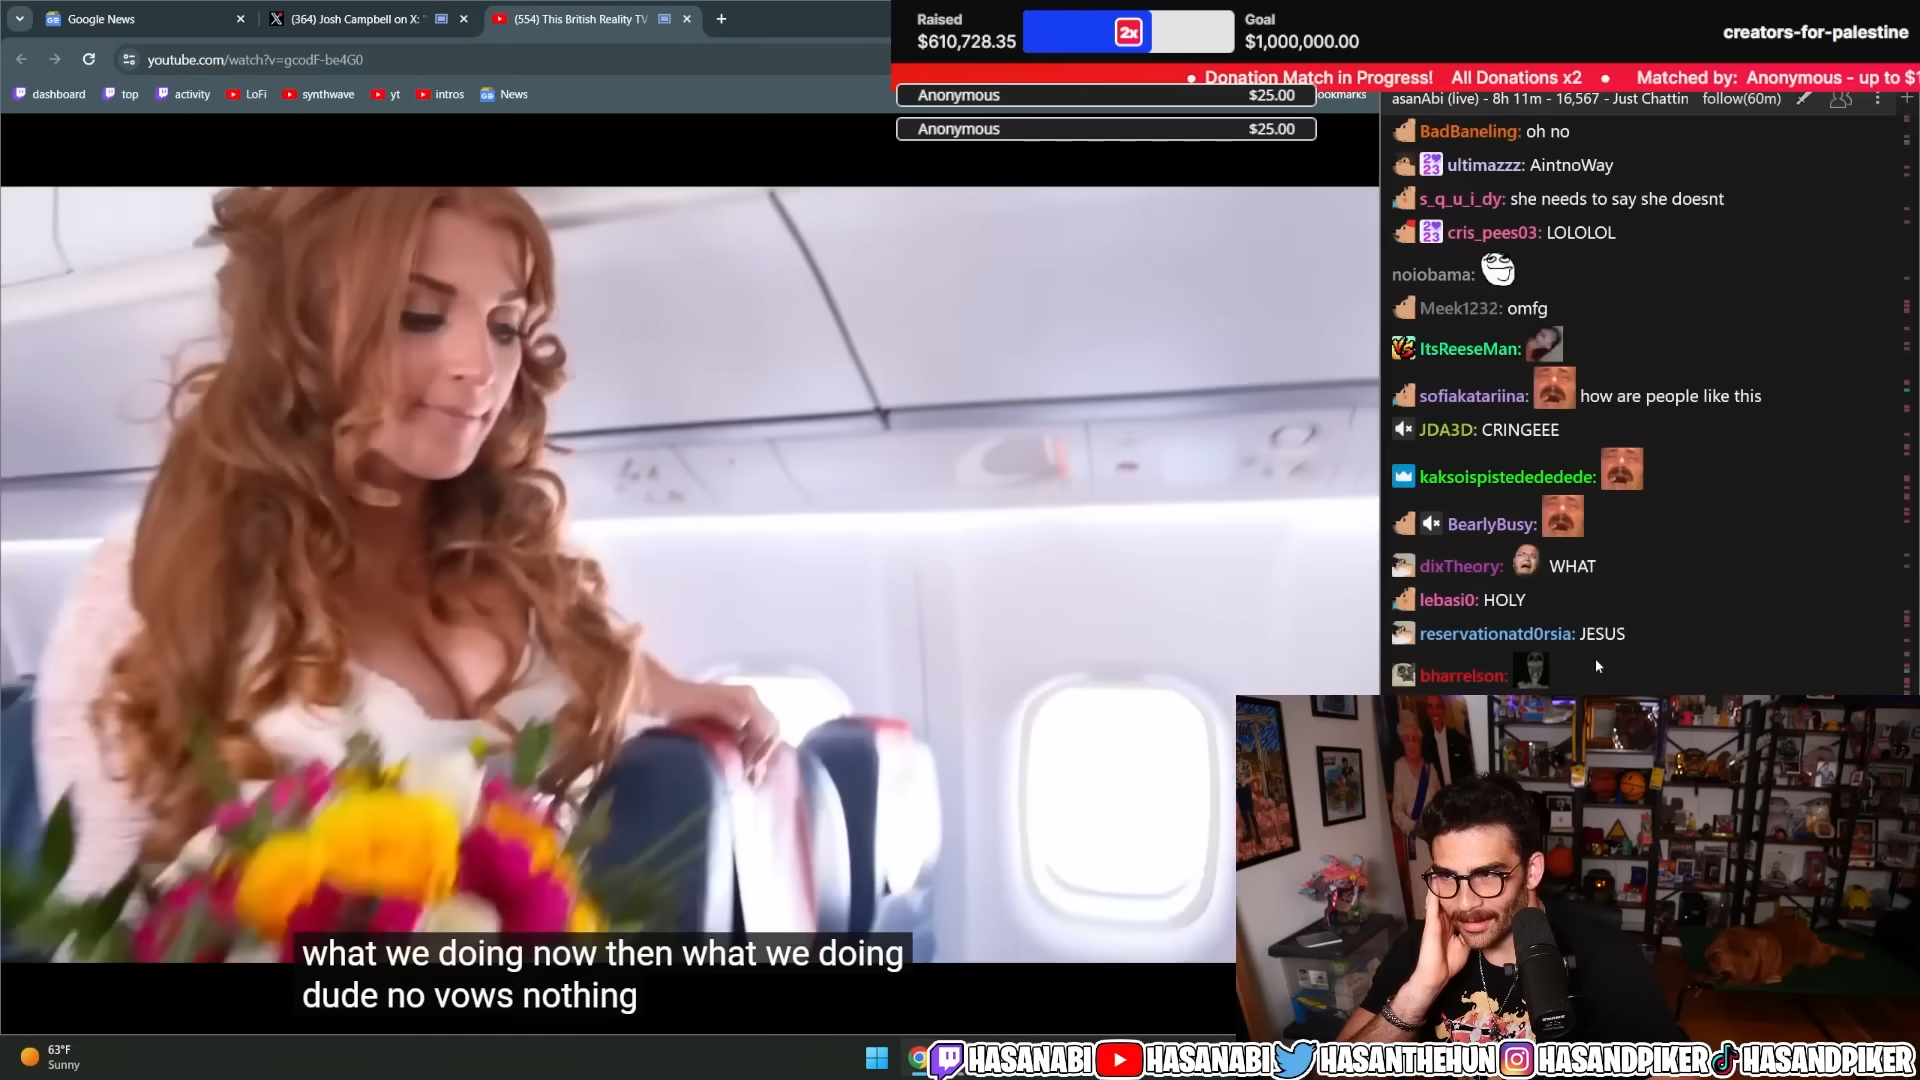 Google News
(364) Josh Campbell on X: "
(554) This British Reality TV
youtube.com/watch?v=gcodF-be4G0
dashboard
top
activity
LoFi
synthwave
yt
intros
News
Raised
$610,728.35
2x
Goal
$1,000,000.00
creators-for-palestine
• Donation Match in Progress! All Donations x2 • Matched by: Anonymous - up to $1
Anonymous $25.00
ookmarks
Anonymous $25.00
asanAbi (live) - 8h 11m - 16,567 - Just Chattin follow(60m)
BadBaneling: oh no
ultimazzz: AintnoWay
s_q_u_i_dy: she needs to say she doesnt
cris_pees03: LOLOLOL
noiobama:
Meek1232: omfg
ItsReeseMan:
sofiakatariina: how are people like this
JDA3D: CRINGEEE
kaksoispistedededede:
BearlyBusy:
dixTheory: WHAT
lebasi0: HOLY
reservationatd0rsia: JESUS
bharrelson:
what we doing now then what we doing
dude no vows nothing
63°F
Sunny
HASANABI HASANABI HASANTHEHUN HASANDPIKER HASANDPIKER